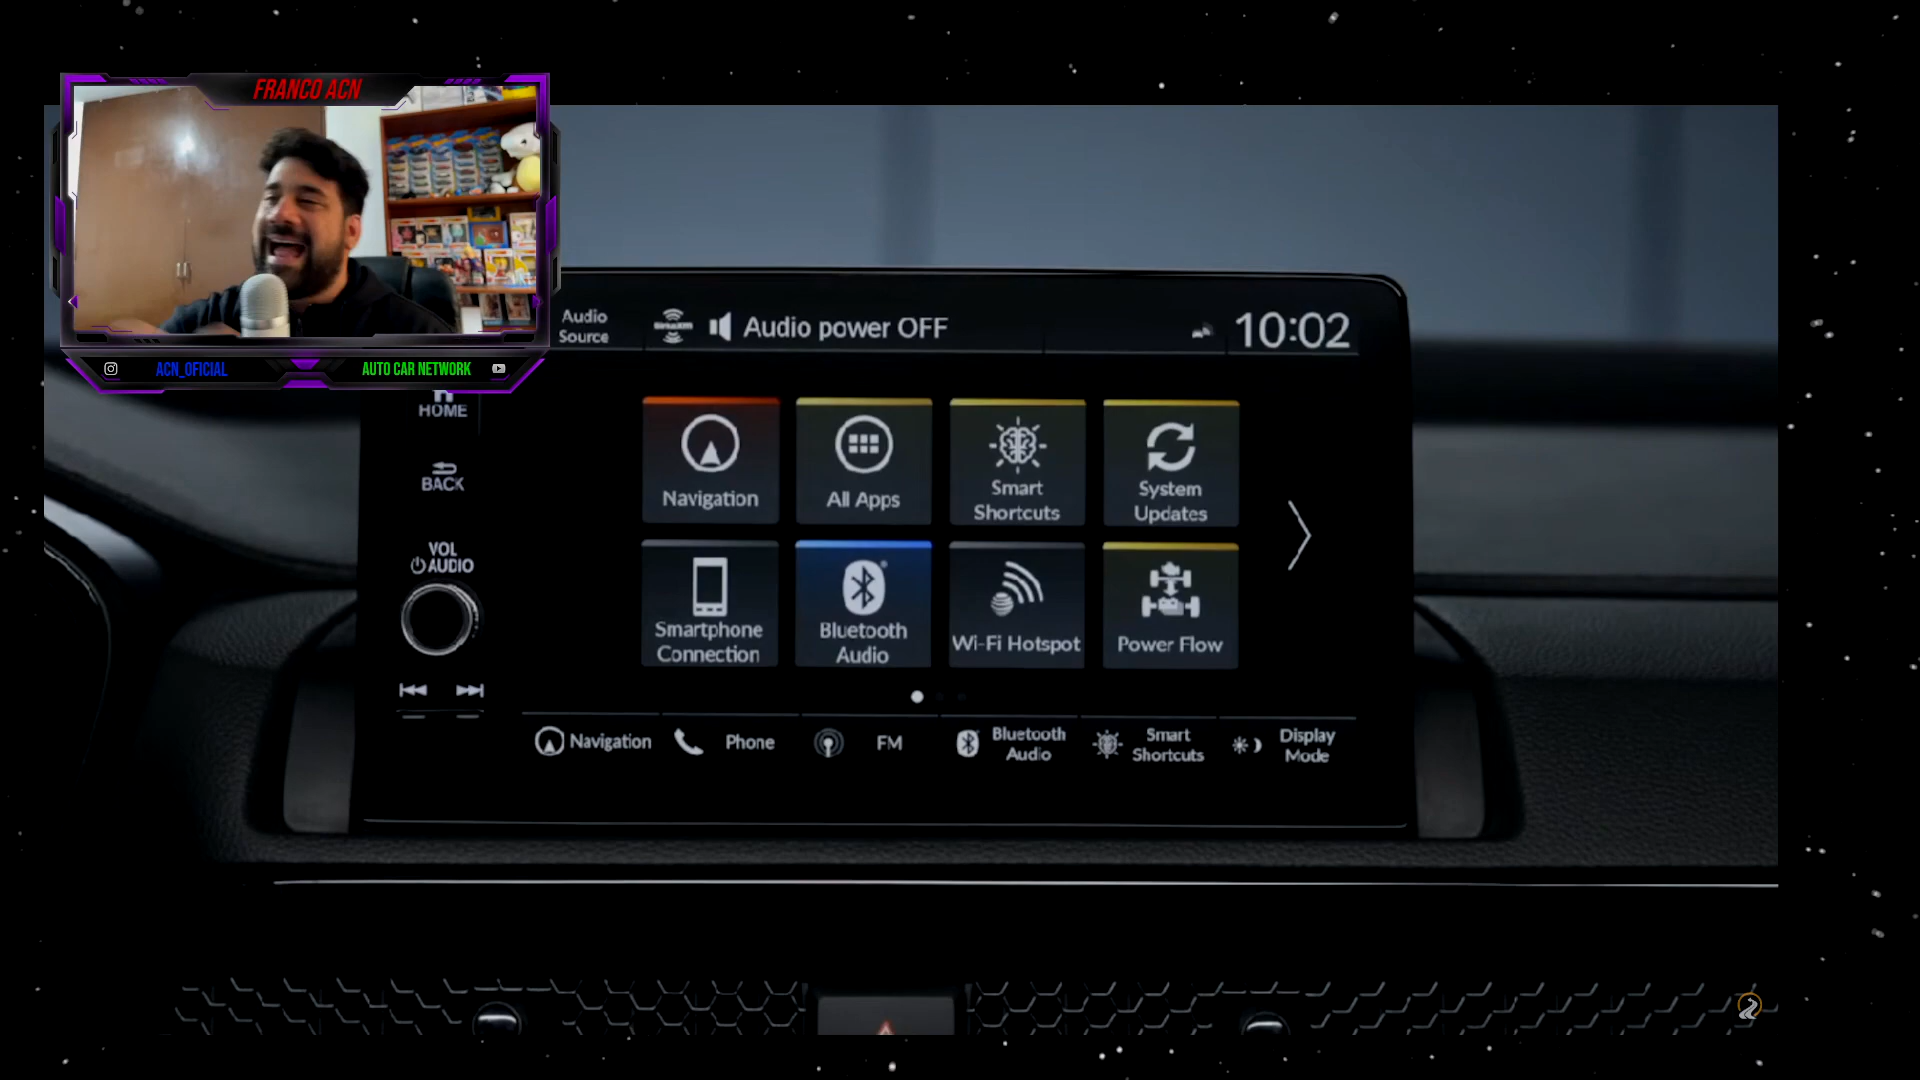 FRANCO ACN
ACN_OFICIAL
AUTO CAR NETWORK
Audio
Source
Audio power OFF
10:02
HOME
BACK
VOL
AUDIO
Navigation
All Apps
Smart
Shortcuts
System
Updates
Smartphone
Connection
Bluetooth
Audio
Wi-Fi Hotspot
Power Flow
Navigation
Phone
FM
Bluetooth
Audio
Smart
Shortcuts
Display
Mode